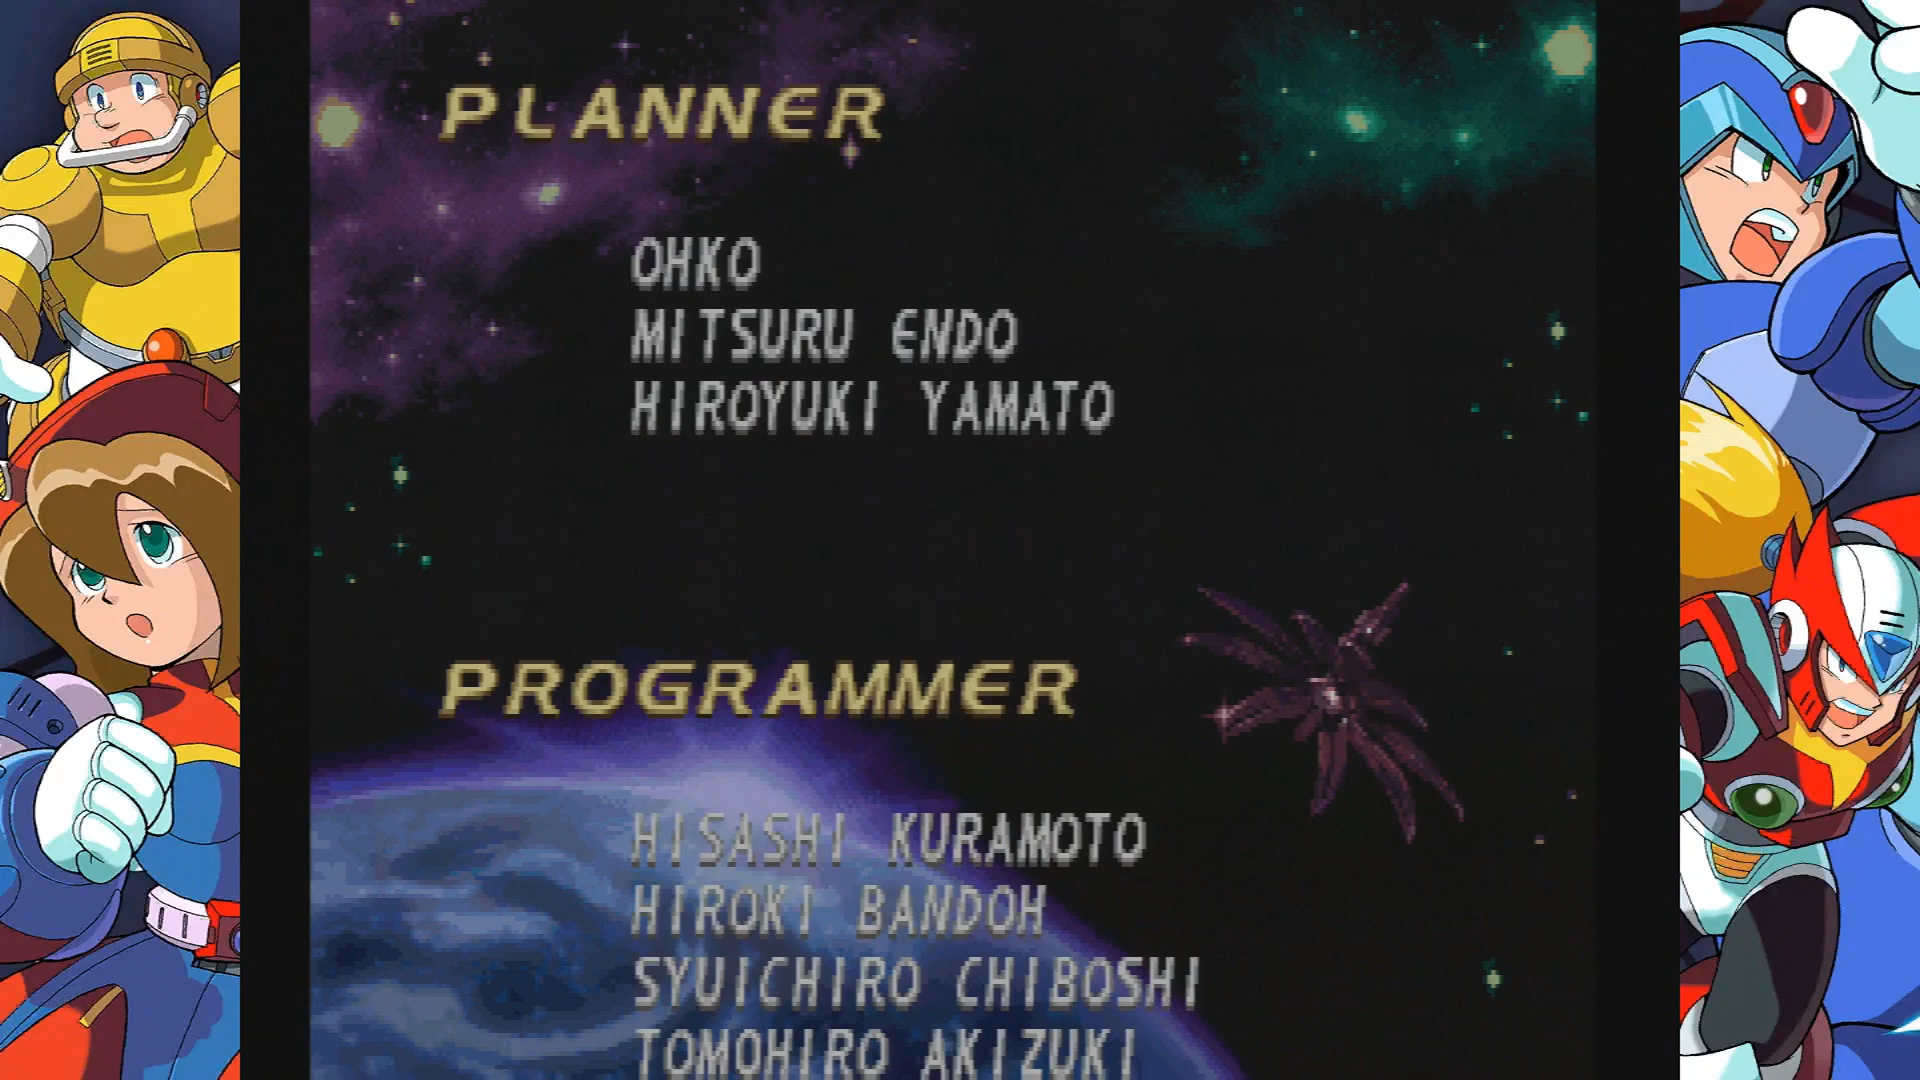 PLANNER
OHKO
MITSURU ENDO
HIROYUKI YAMATO
PROGRAMMER
HISASHI KURAMOTO
HIROKI BANDOH
SYUICHIRO CHIBOSHI
TOMOHIRO AKIZUKI